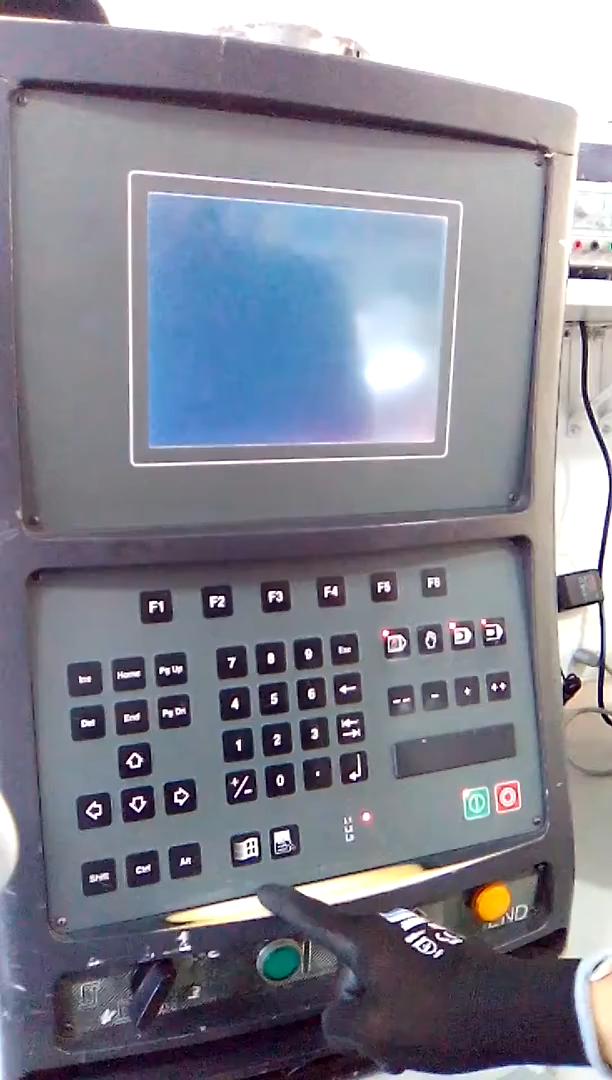 F1 F2 F3 F4 F5 F6
7 8 9 Esc
Ins Home Pg Up
4 5 6
-- - + ++
Del End Pg Dn
1 2 3
+/- 0 .
Shift Ctrl Alt
END